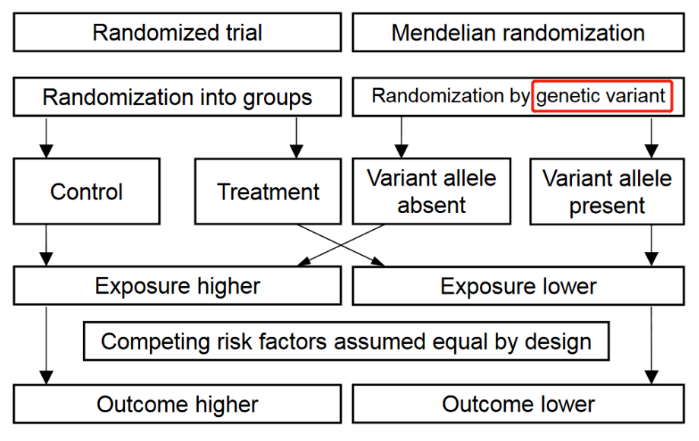 Randomized trial
Mendelian randomization
Randomization into groups
Randomization by genetic variant
Control
Treatment
Variant allele
absent
Variant allele
present
Exposure higher
Exposure lower
Competing risk factors assumed equal by design
Outcome higher
Outcome lower